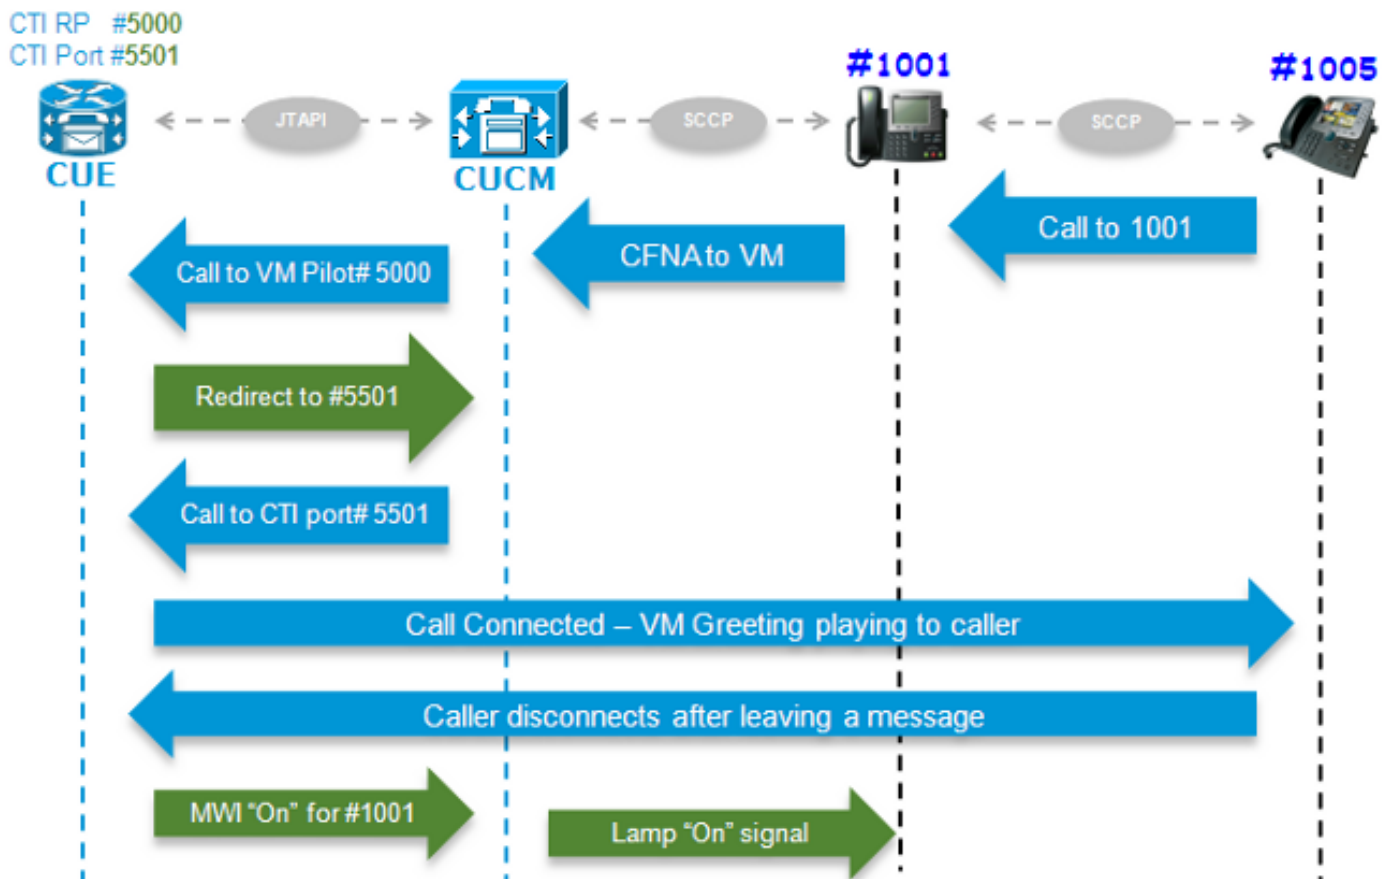 CTI RP #5000
CTI Port #5501
#1001
#1005
JTAPI
SCCP
SCCP
CUE
CUCM
Call to 1001
CFNA to VM
Call to VM Pilot# 5000
Redirect to #5501
Call to CTI port# 5501
Call Connected – VM Greeting playing to caller
Caller disconnects after leaving a message
MWI “On” for #1001
Lamp “On” signal